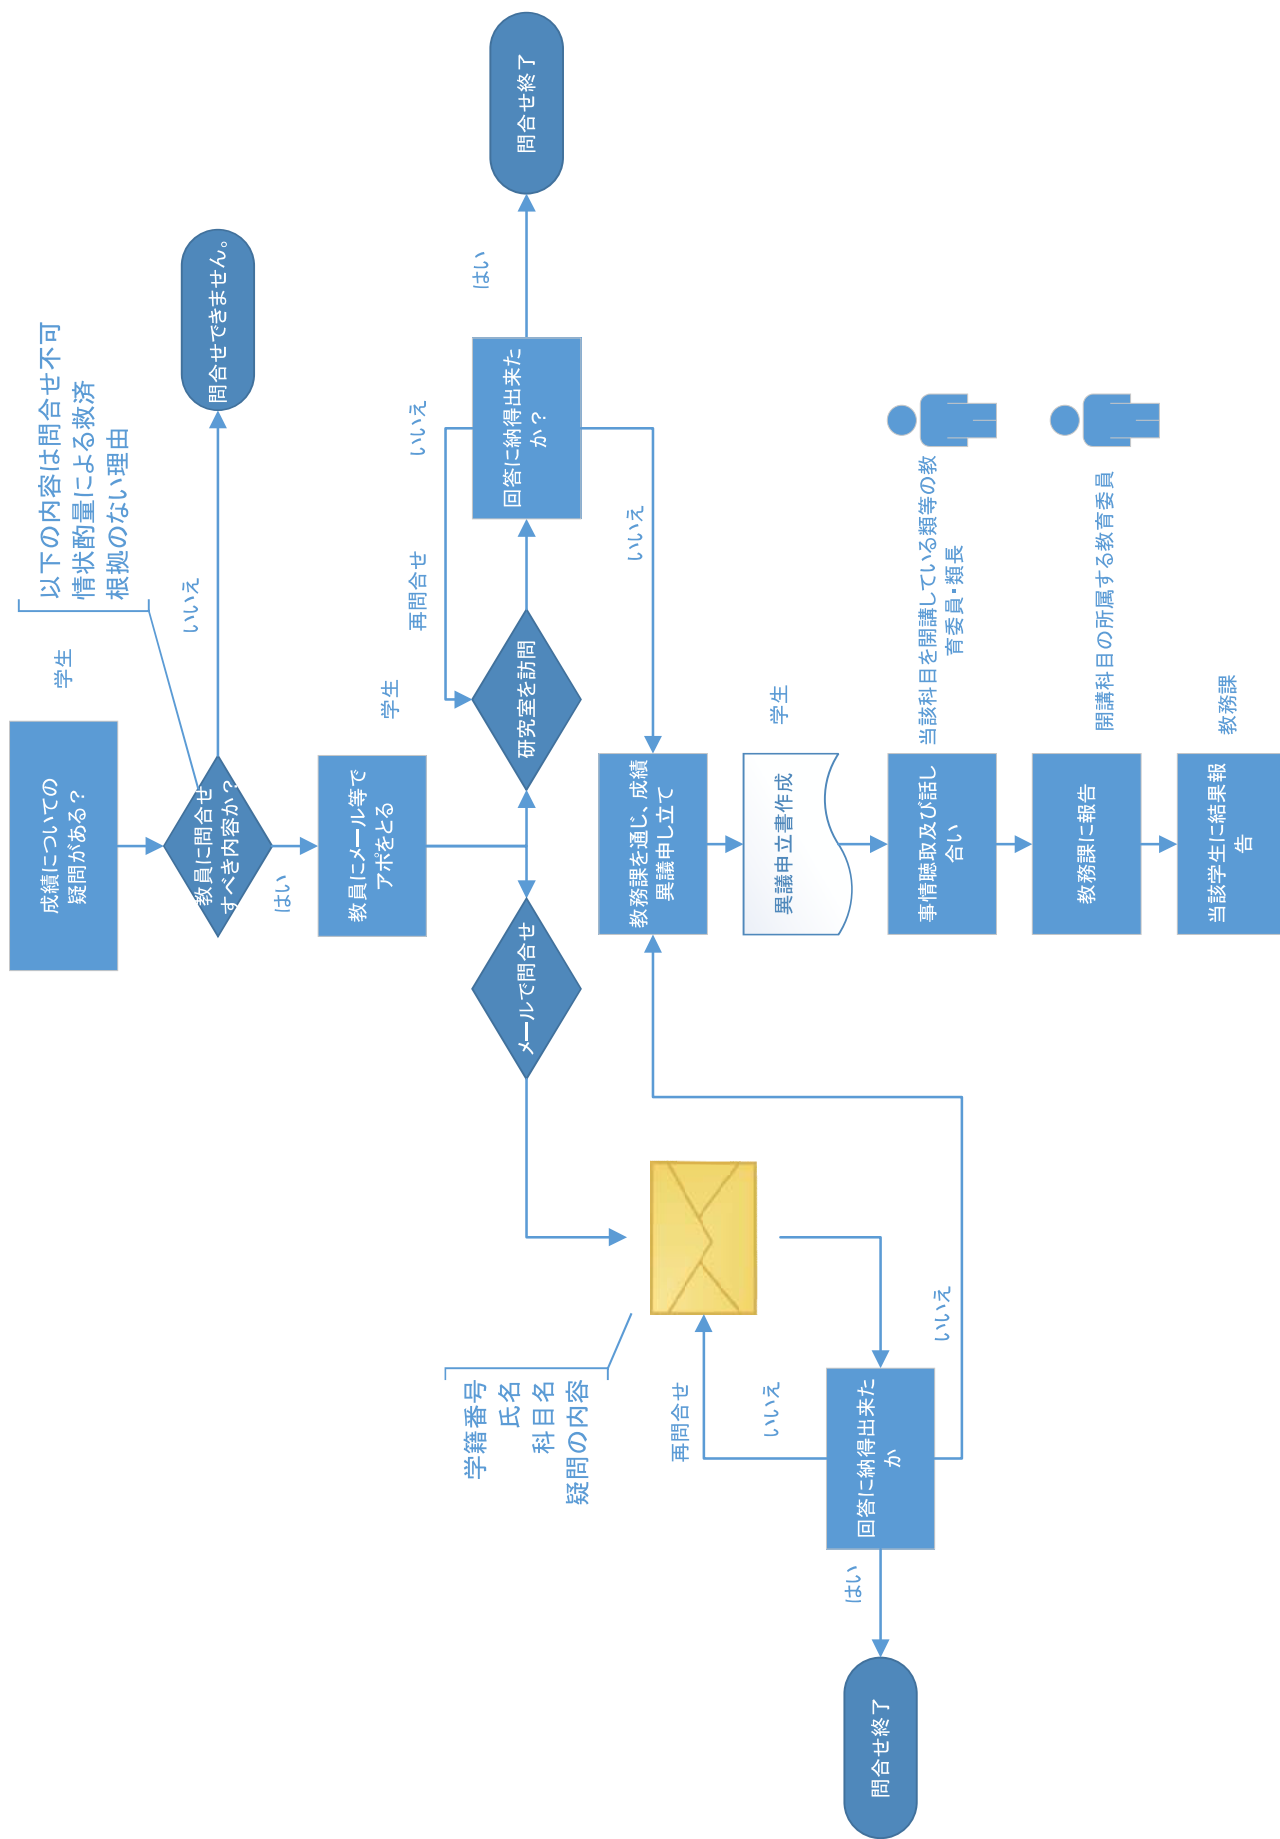 成績についての
疑問がある？
学生
以下の内容は問合せ不可
情状酌量による救済
根拠のない理由
教員に問合せ
すべき内容か？
いいえ
問合せできません。
はい
教員にメール等で
アポをとる
学生
メールで問合せ
研究室を訪問
再問合せ
いいえ
回答に納得出来た
か？
はい
問合せ終了
いいえ
学籍番号
氏名
科目名
疑問の内容
再問合せ
いいえ
回答に納得出来た
か
いいえ
はい
問合せ終了
教務課を通し、成績
異議申し立て
異議申立書作成
学生
事情聴取及び話し
合い
当該科目を開講している類等の教
育委員・類長
教務課に報告
開講科目の所属する教育委員
当該学生に結果報
告
教務課